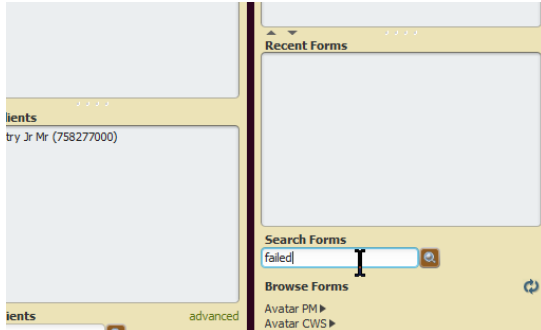 Recent Forms
lients
try Jr Mr (758277000)
Search Forms
failed
Browse Forms
Avatar PM
Avatar CWS
ients
advanced